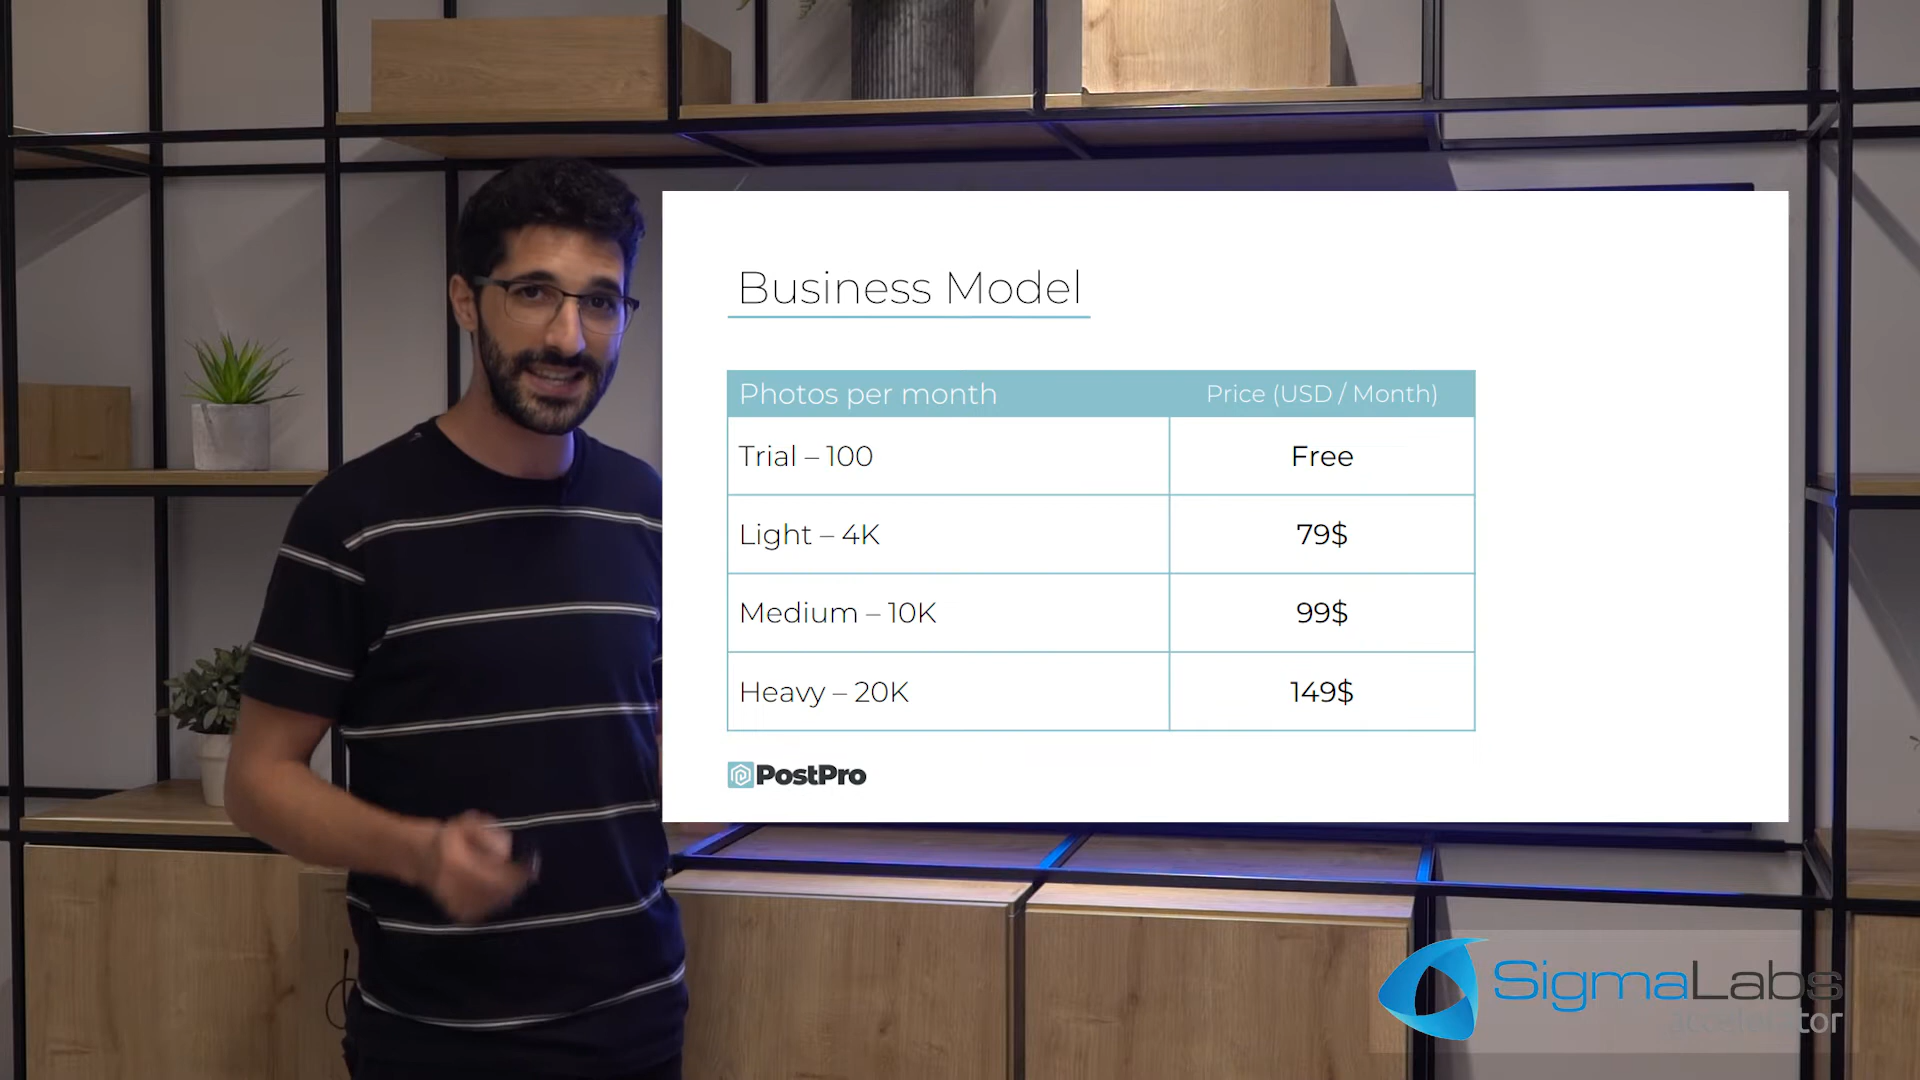 Business Model
Photos per month Price (USD / Month)
Trial – 100 Free
Light – 4K 79$
Medium – 10K 99$
Heavy – 20K 149$
PostPro
SigmaLabs
accelerator